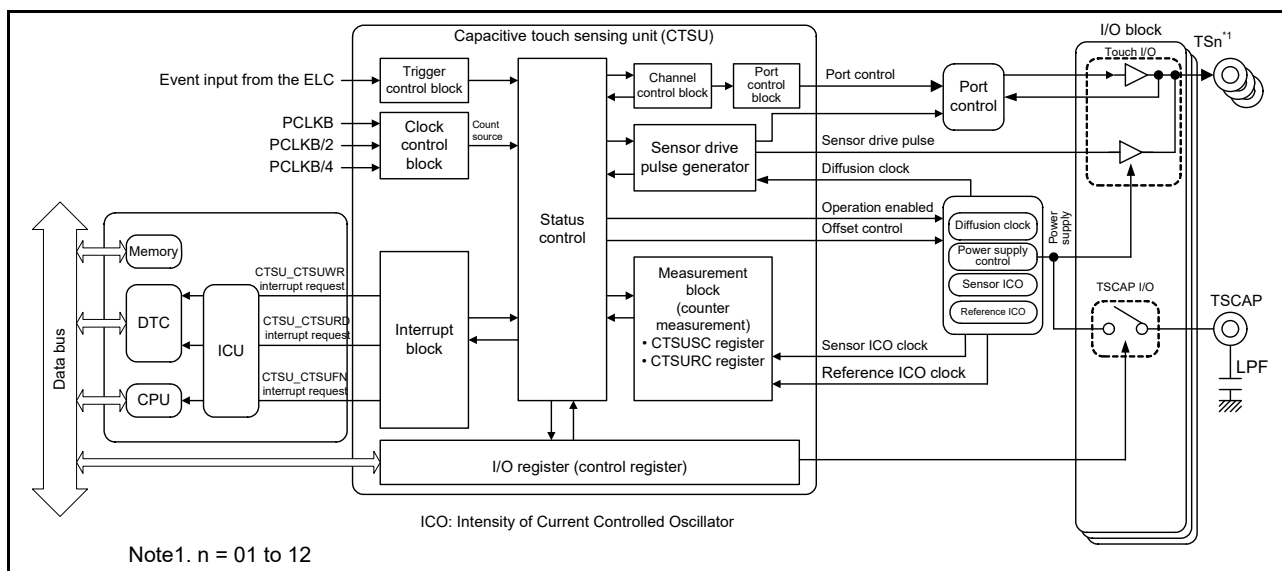 Capacitive touch sensing unit (CTSU)
I/O block
TSn*1
Touch I/O
Event input from the ELC
Trigger
control block
Channel
control block
Port
control
block
Port control
Port
control
PCLKB
PCLKB/2
PCLKB/4
Clock
control
block
Count
source
Sensor drive
pulse generator
Sensor drive pulse
Diffusion clock
Status
control
Operation enabled
Offset control
Diffusion clock
Power supply
control
Sensor ICO
Reference ICO
Power
supply
Data bus
Memory
DTC
CPU
ICU
CTSU_CTSUWR
interrupt request
CTSU_CTSURD
interrupt request
CTSU_CTSUFN
interrupt request
Interrupt
block
Measurement
block
(counter
measurement)
• CTSUSC register
• CTSURC register
Sensor ICO clock
Reference ICO clock
TSCAP I/O
TSCAP
LPF
I/O register (control register)
ICO: Intensity of Current Controlled Oscillator
Note1. n = 01 to 12